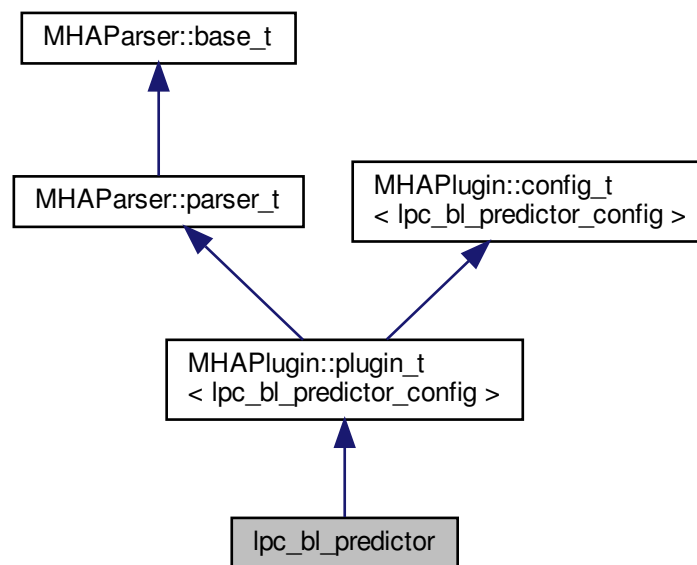 MHAParser::base_t
MHAParser::parser_t
MHAPlugin::config_t
< lpc_bl_predictor_config >
MHAPlugin::plugin_t
< lpc_bl_predictor_config >
lpc_bl_predictor